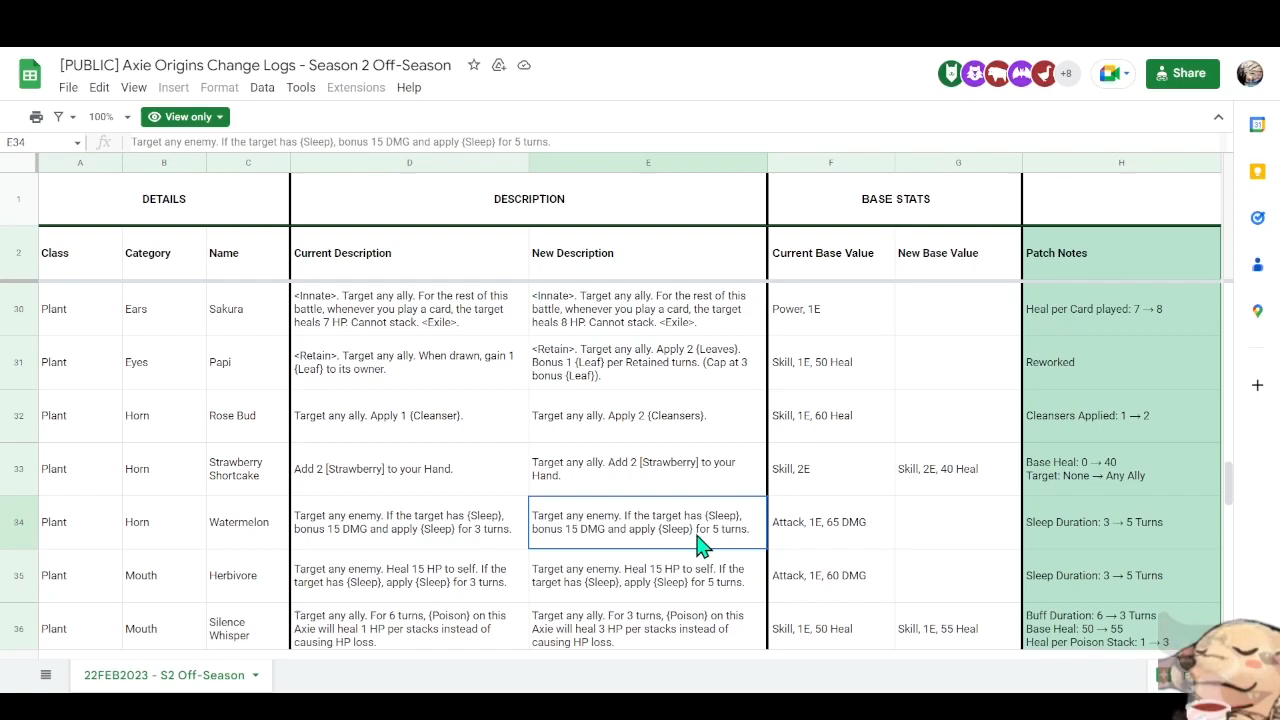 [PUBLIC] Axie Origins Change Logs - Season 2 Off-Season
+8
Share
File Edit View Insert Format Data Tools Extensions Help
100%
View only
E34
fx
Target any enemy. If the target has {Sleep}, bonus 15 DMG and apply {Sleep} for 5 turns.
A B C D E F G H
1
DETAILS DESCRIPTION BASE STATS
2
Class Category Name Current Description New Description Current Base Value New Base Value Patch Notes
30
Plant Ears Sakura
<Innate>. Target any ally. For the rest of this
battle, whenever you play a card, the target
heals 7 HP. Cannot stack. <Exile>.
<Innate>. Target any ally. For the rest of this
battle, whenever you play a card, the target
heals 8 HP. Cannot stack. <Exile>.
Power, 1E
Heal per Card played: 7 → 8
31
Plant Eyes Papi
<Retain>. Target any ally. When drawn, gain 1
{Leaf} to its owner.
<Retain>. Target any ally. Apply 2 {Leaves}.
Bonus 1 {Leaf} per Retained turns. (Cap at 3
bonus {Leaf}).
Skill, 1E, 50 Heal
Reworked
32
Plant Horn Rose Bud
Target any ally. Apply 1 {Cleanser}.
Target any ally. Apply 2 {Cleansers}.
Skill, 1E, 60 Heal
Cleansers Applied: 1 → 2
33
Plant Horn
Strawberry
Shortcake
Add 2 [Strawberry] to your Hand.
Target any ally. Add 2 [Strawberry] to your
Hand.
Skill, 2E
Skill, 2E, 40 Heal
Base Heal: 0 → 40
Target: None → Any Ally
34
Plant Horn Watermelon
Target any enemy. If the target has {Sleep},
bonus 15 DMG and apply {Sleep} for 3 turns.
Target any enemy. If the target has {Sleep},
bonus 15 DMG and apply {Sleep} for 5 turns.
Attack, 1E, 65 DMG
Sleep Duration: 3 → 5 Turns
35
Plant Mouth Herbivore
Target any enemy. Heal 15 HP to self. If the
target has {Sleep}, apply {Sleep} for 3 turns.
Target any enemy. Heal 15 HP to self. If the
target has {Sleep}, apply {Sleep} for 5 turns.
Attack, 1E, 60 DMG
Sleep Duration: 3 → 5 Turns
36
Plant Mouth
Silence
Whisper
Target any ally. For 6 turns, {Poison} on this
Axie will heal 1 HP per stacks instead of
causing HP loss.
Target any ally. For 3 turns, {Poison} on this
Axie will heal 3 HP per stacks instead of
causing HP loss.
Skill, 1E, 50 Heal
Skill, 1E, 55 Heal
Buff Duration: 6 → 3 Turns
Base Heal: 50 → 55
Heal per Poison Stack: 1 → 3
22FEB2023 - S2 Off-Season
31